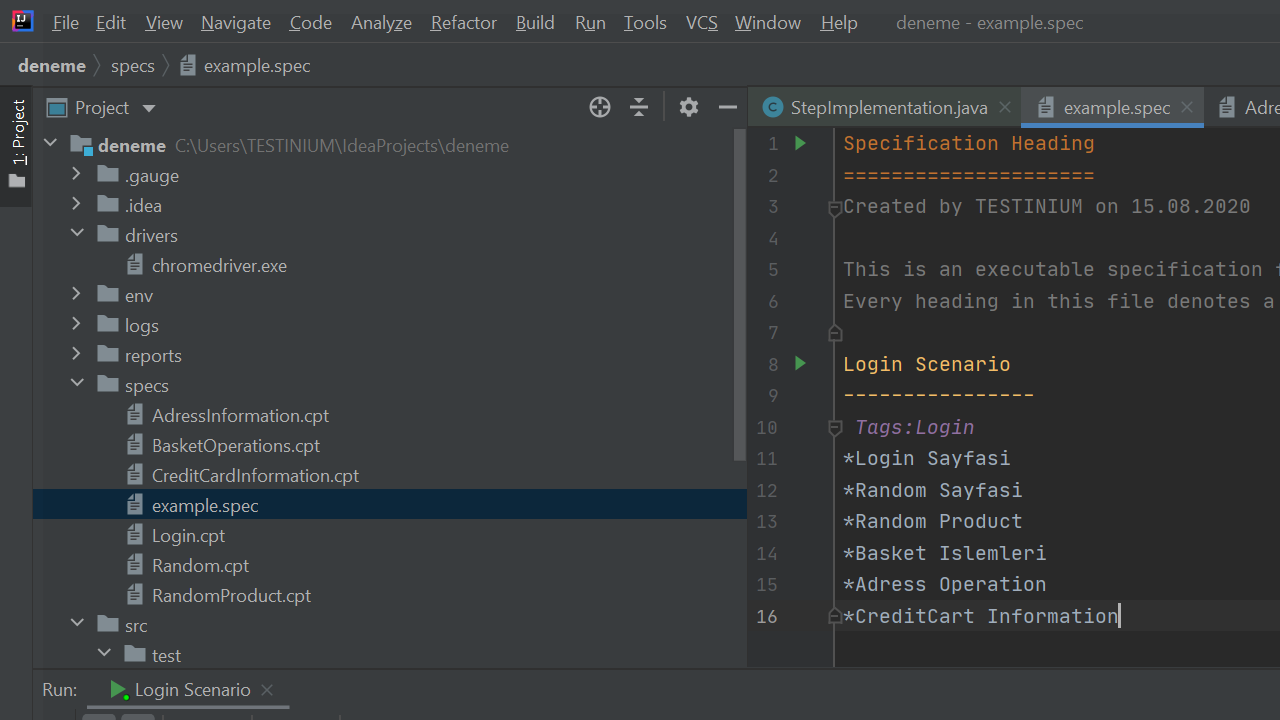 File Edit View Navigate Code Analyze Refactor Build Run Tools VCS Window Help deneme - example.spec
deneme specs example.spec
1: Project
Project
deneme C:\Users\TESTINIUM\IdeaProjects\deneme
.gauge
.idea
drivers
chromedriver.exe
env
logs
reports
specs
AdressInformation.cpt
BasketOperations.cpt
CreditCardInformation.cpt
example.spec
Login.cpt
Random.cpt
RandomProduct.cpt
src
test
StepImplementation.java example.spec
1 Specification Heading
2 =====================
3 Created by TESTINIUM on 15.08.2020
4
5 This is an executable specification
6 Every heading in this file denotes a
7
8 Login Scenario
9 ----------------
10 Tags:Login
11 *Login Sayfasi
12 *Random Sayfasi
13 *Random Product
14 *Basket Islemleri
15 *Adress Operation
16 *CreditCart Information
Run: Login Scenario